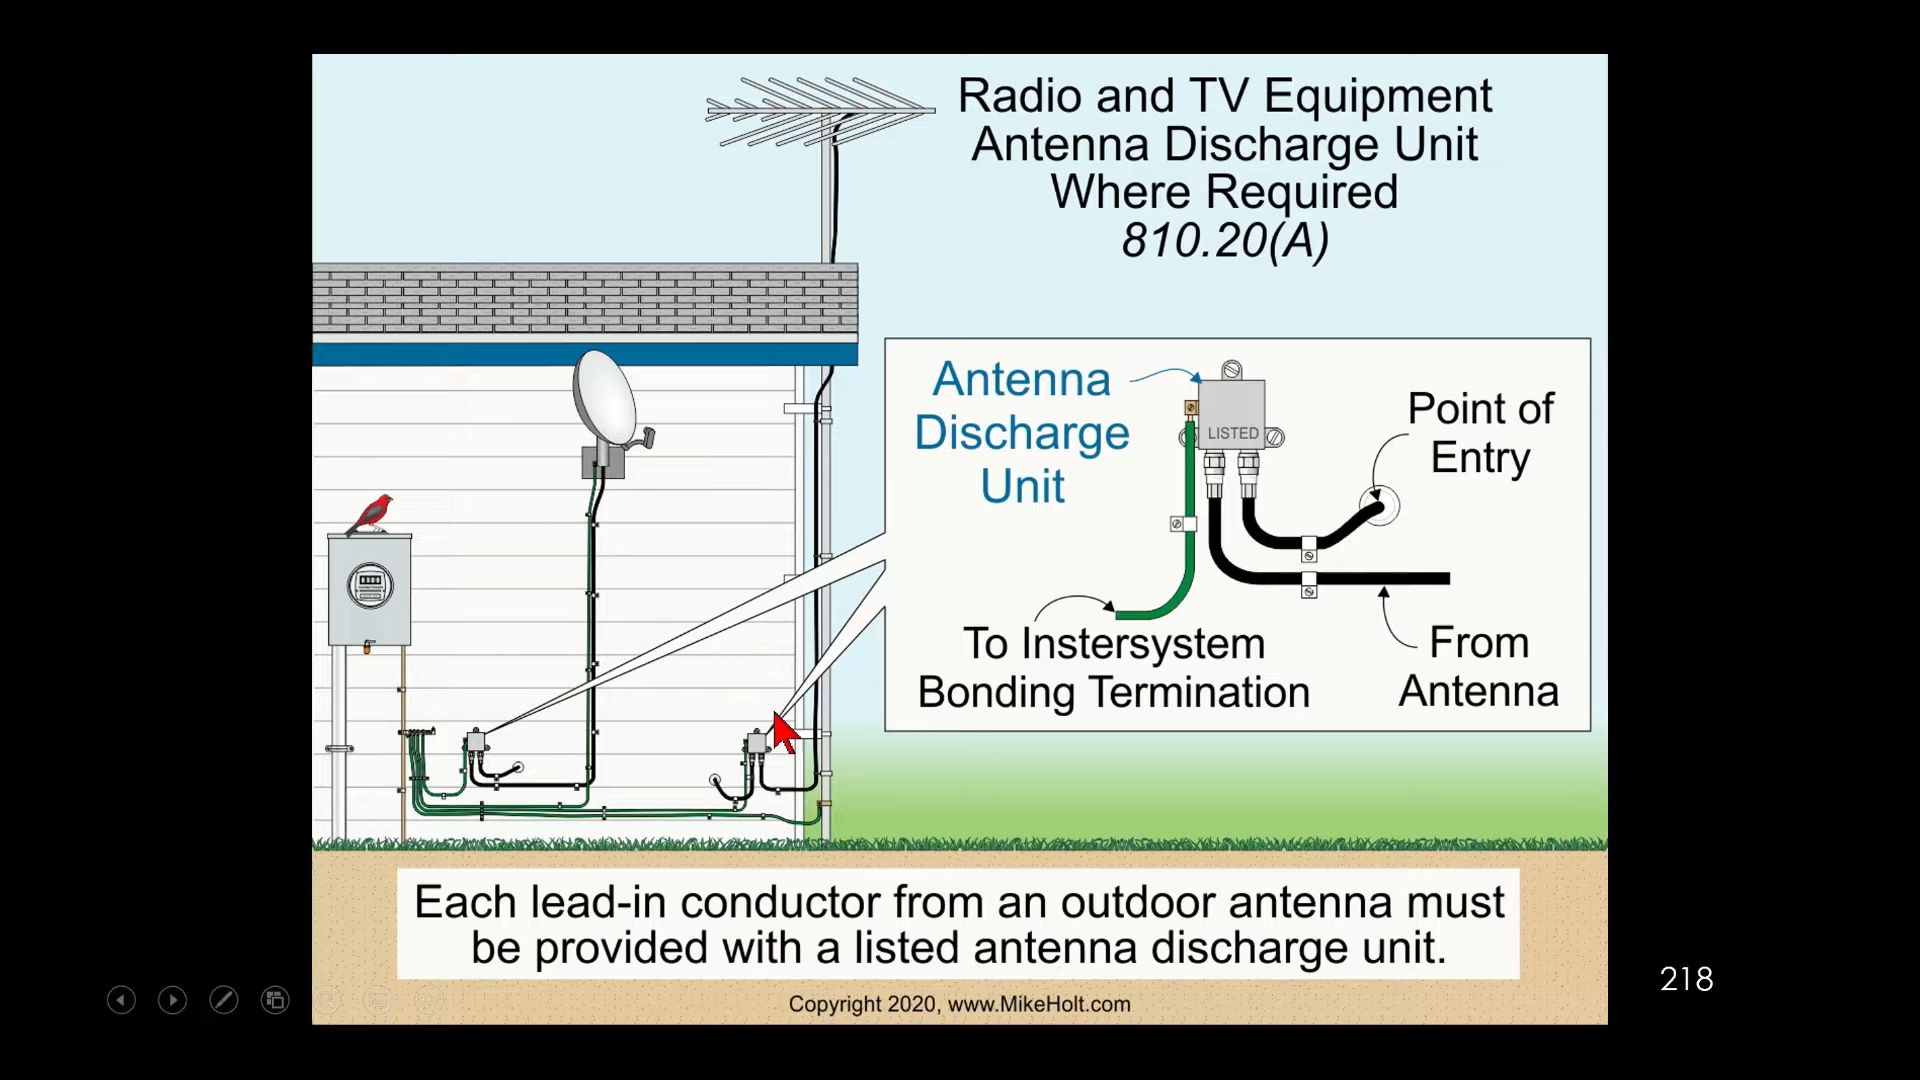 Radio and TV Equipment
Antenna Discharge Unit
Where Required
810.20(A)
Antenna
Discharge
Unit
LISTED
Point of
Entry
To Instersystem
Bonding Termination
From
Antenna
Each lead-in conductor from an outdoor antenna must
be provided with a listed antenna discharge unit.
Copyright 2020, www.MikeHolt.com
218